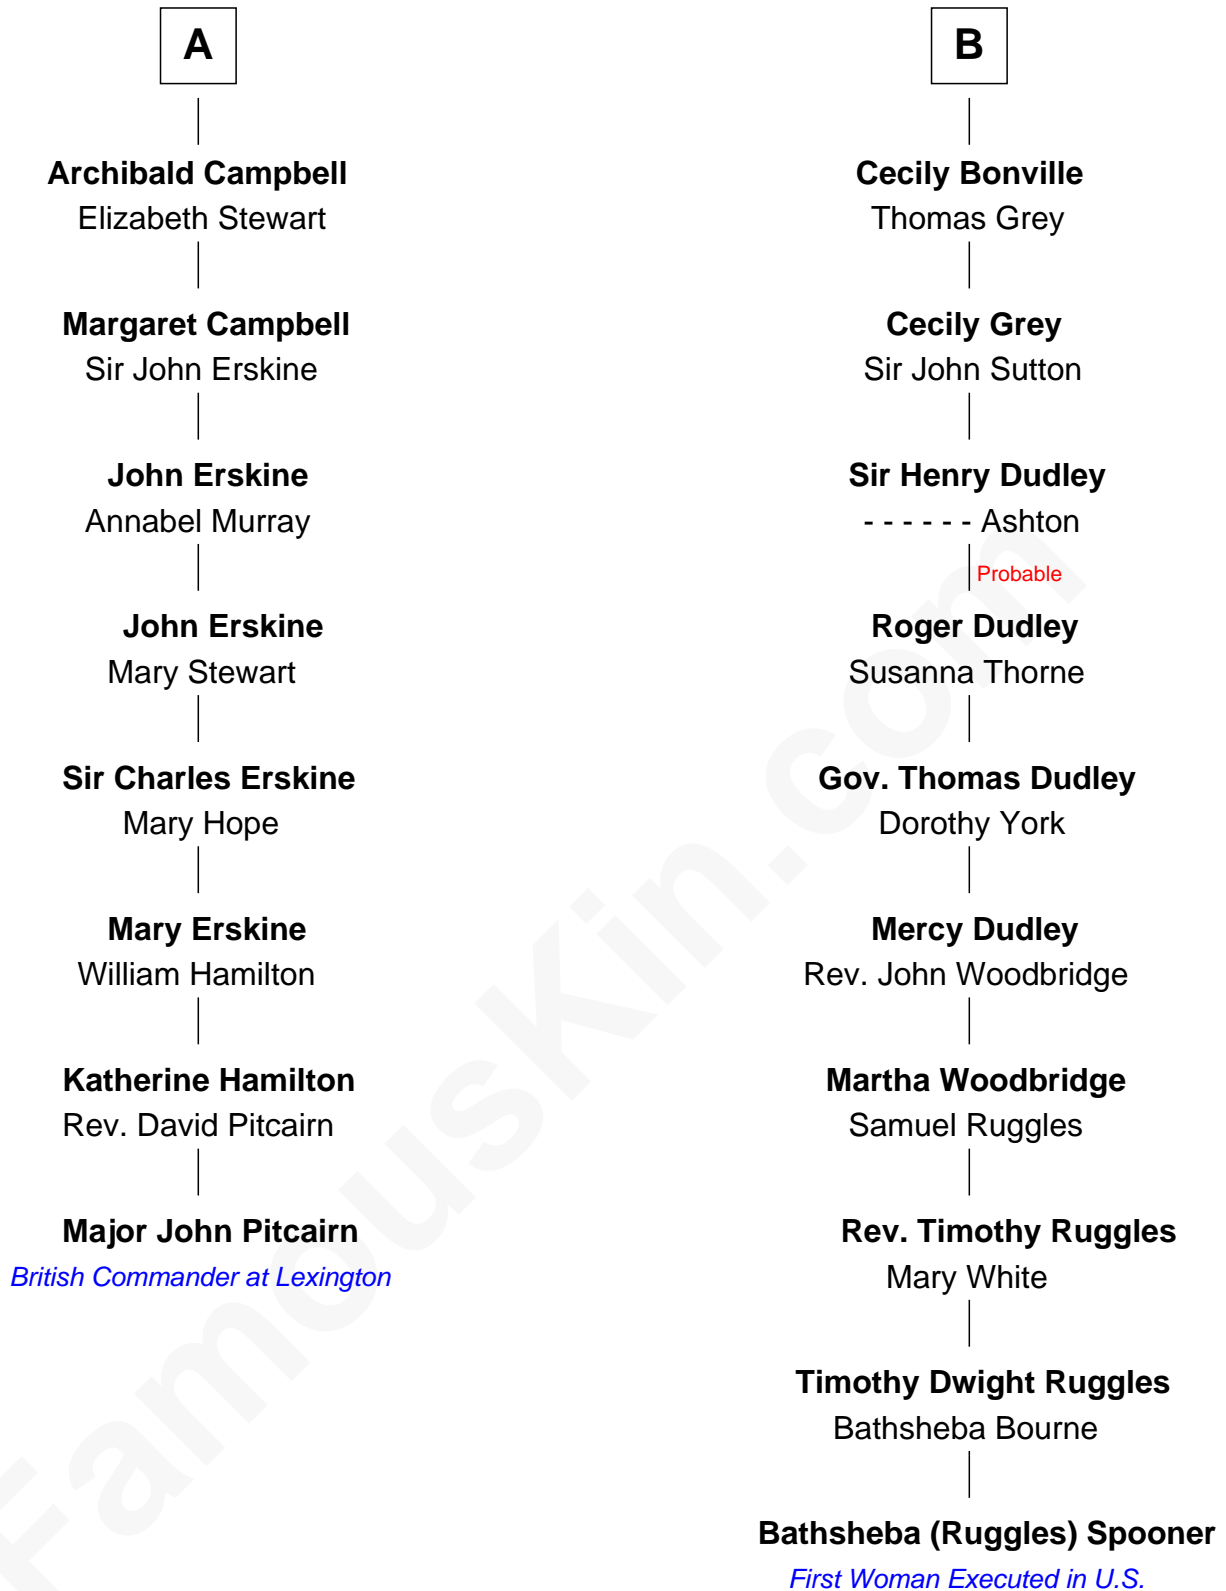 A
Archibald Campbell
Elizabeth Stewart
Margaret Campbell
Sir John Erskine
John Erskine
Annabel Murray
John Erskine
Mary Stewart
Sir Charles Erskine
Mary Hope
Mary Erskine
William Hamilton
Katherine Hamilton
Rev. David Pitcairn
Major John Pitcairn
British Commander at Lexington
B
Cecily Bonville
Thomas Grey
Cecily Grey
Sir John Sutton
Sir Henry Dudley
- - - - - - Ashton
Probable
Roger Dudley
Susanna Thorne
Gov. Thomas Dudley
Dorothy York
Mercy Dudley
Rev. John Woodbridge
Martha Woodbridge
Samuel Ruggles
Rev. Timothy Ruggles
Mary White
Timothy Dwight Ruggles
Bathsheba Bourne
Bathsheba (Ruggles) Spooner
First Woman Executed in U.S.
FamousKin.com